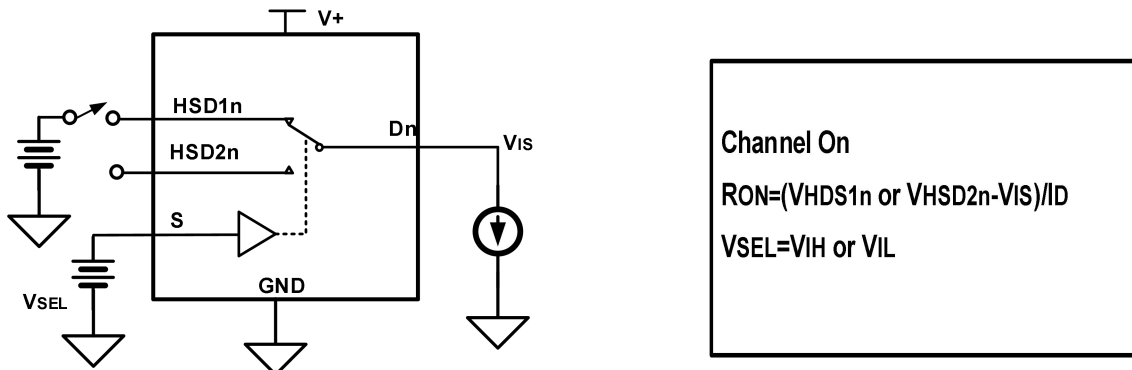 V+
HSD1n
Dn
VIS
HSD2n
S
GND
VSEL
Channel On
RON=(VHDS1n or VHSD2n-VIS)/ID
VSEL=VIH or VIL